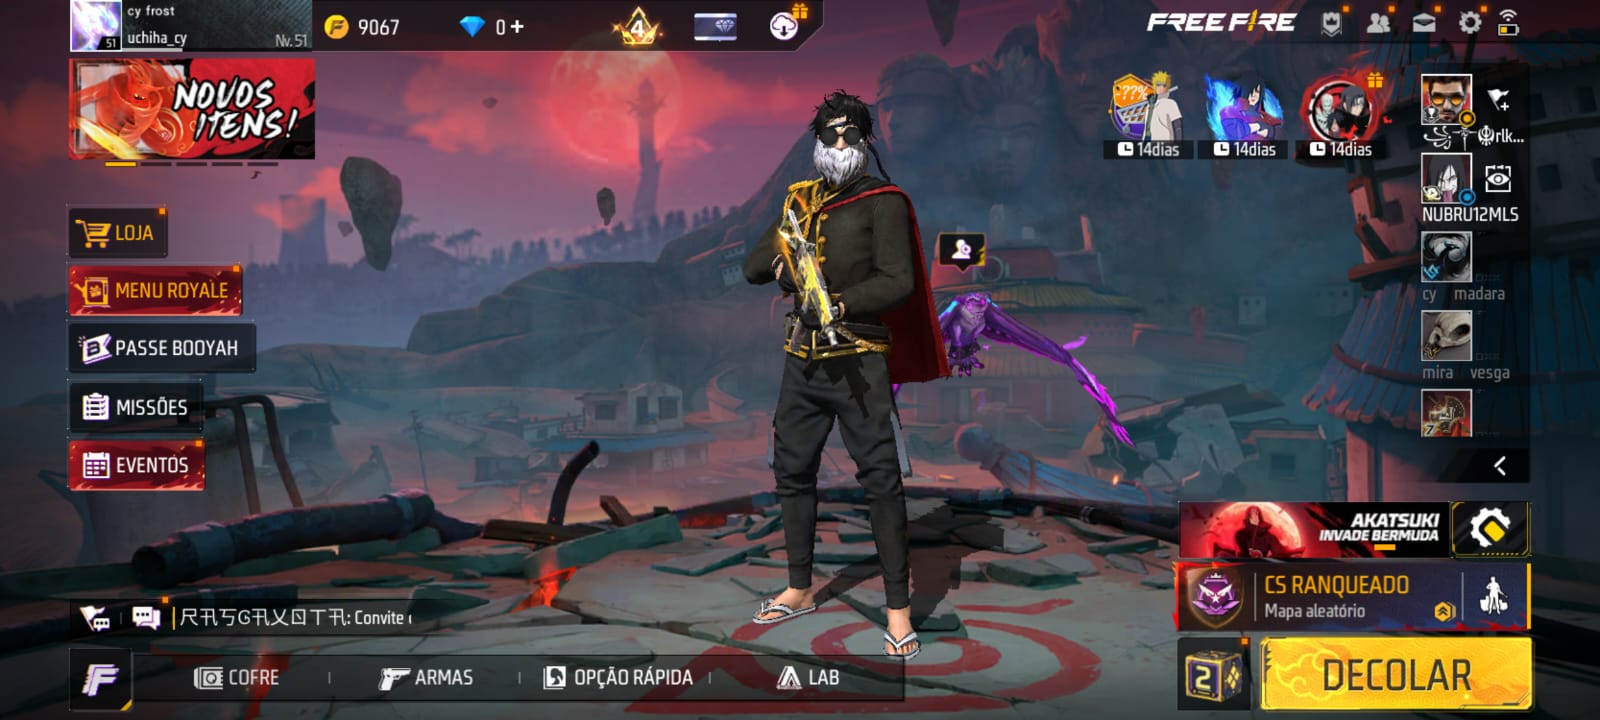 cy frost
51
uchiha_cy
Nv. 51
9067
0 +
4
FREE FIRE
NOVOS
ITENS!
??%
14dias
14dias
14dias
NUBRU12MLS
cy madara
mira vesga
7
LOJA
MENU ROYALE
PASSE BOOYAH
MISSÕES
EVENTOS
AKATSUKI
INVADE BERMUDA
CS RANQUEADO
Mapa aleatório
: Convite
COFRE
ARMAS
OPÇÃO RÁPIDA
LAB
2
DECOLAR